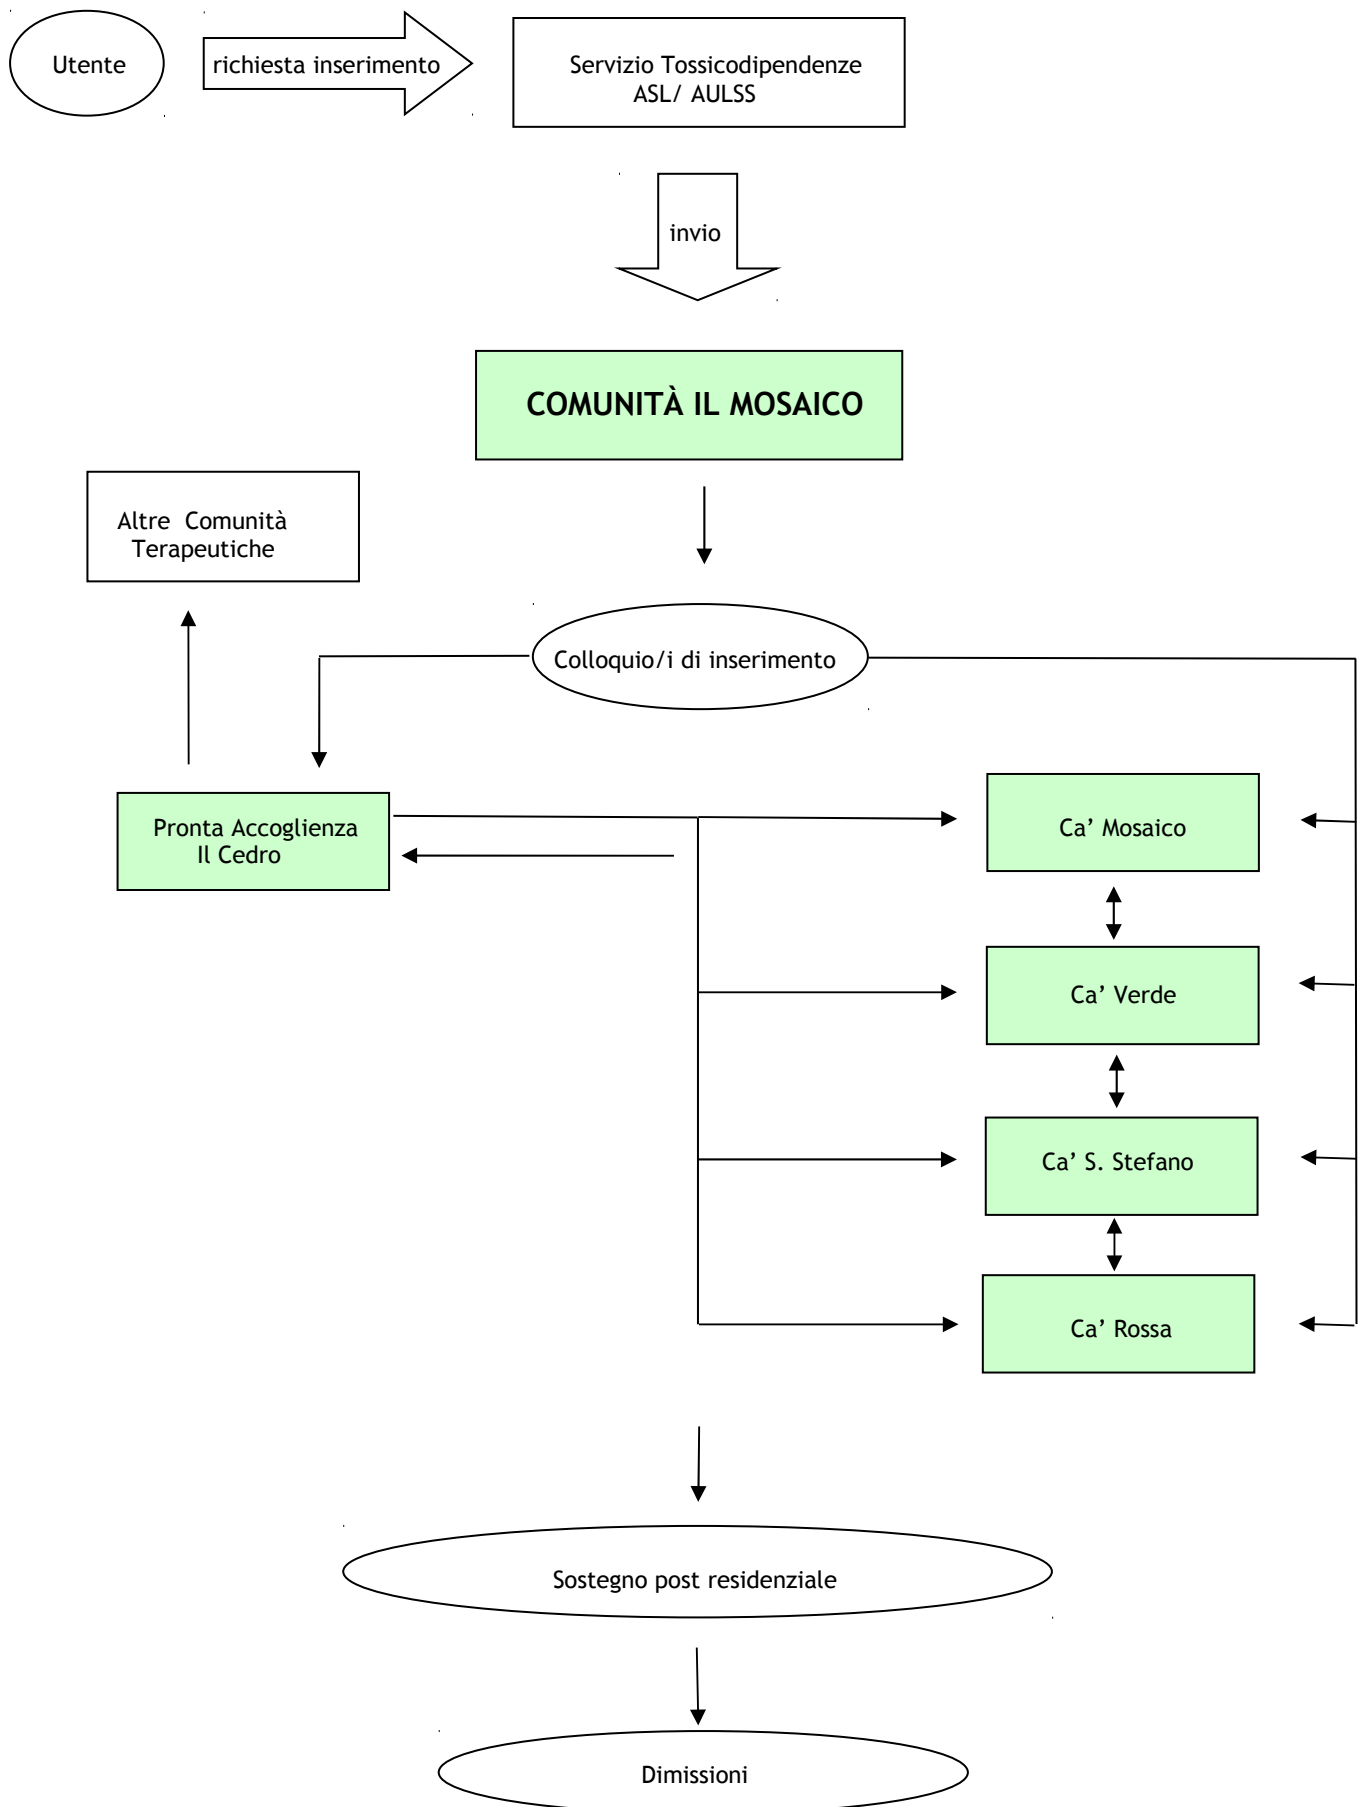 Utente
richiesta inserimento
Servizio Tossicodipendenze
ASL/ AULSS
invio
COMUNITÀ IL MOSAICO
Altre Comunità
Terapeutiche
Colloquio/i di inserimento
Pronta Accoglienza
Il Cedro
Ca’ Mosaico
Ca’ Verde
Ca’ S. Stefano
Ca’ Rossa
Sostegno post residenziale
Dimissioni